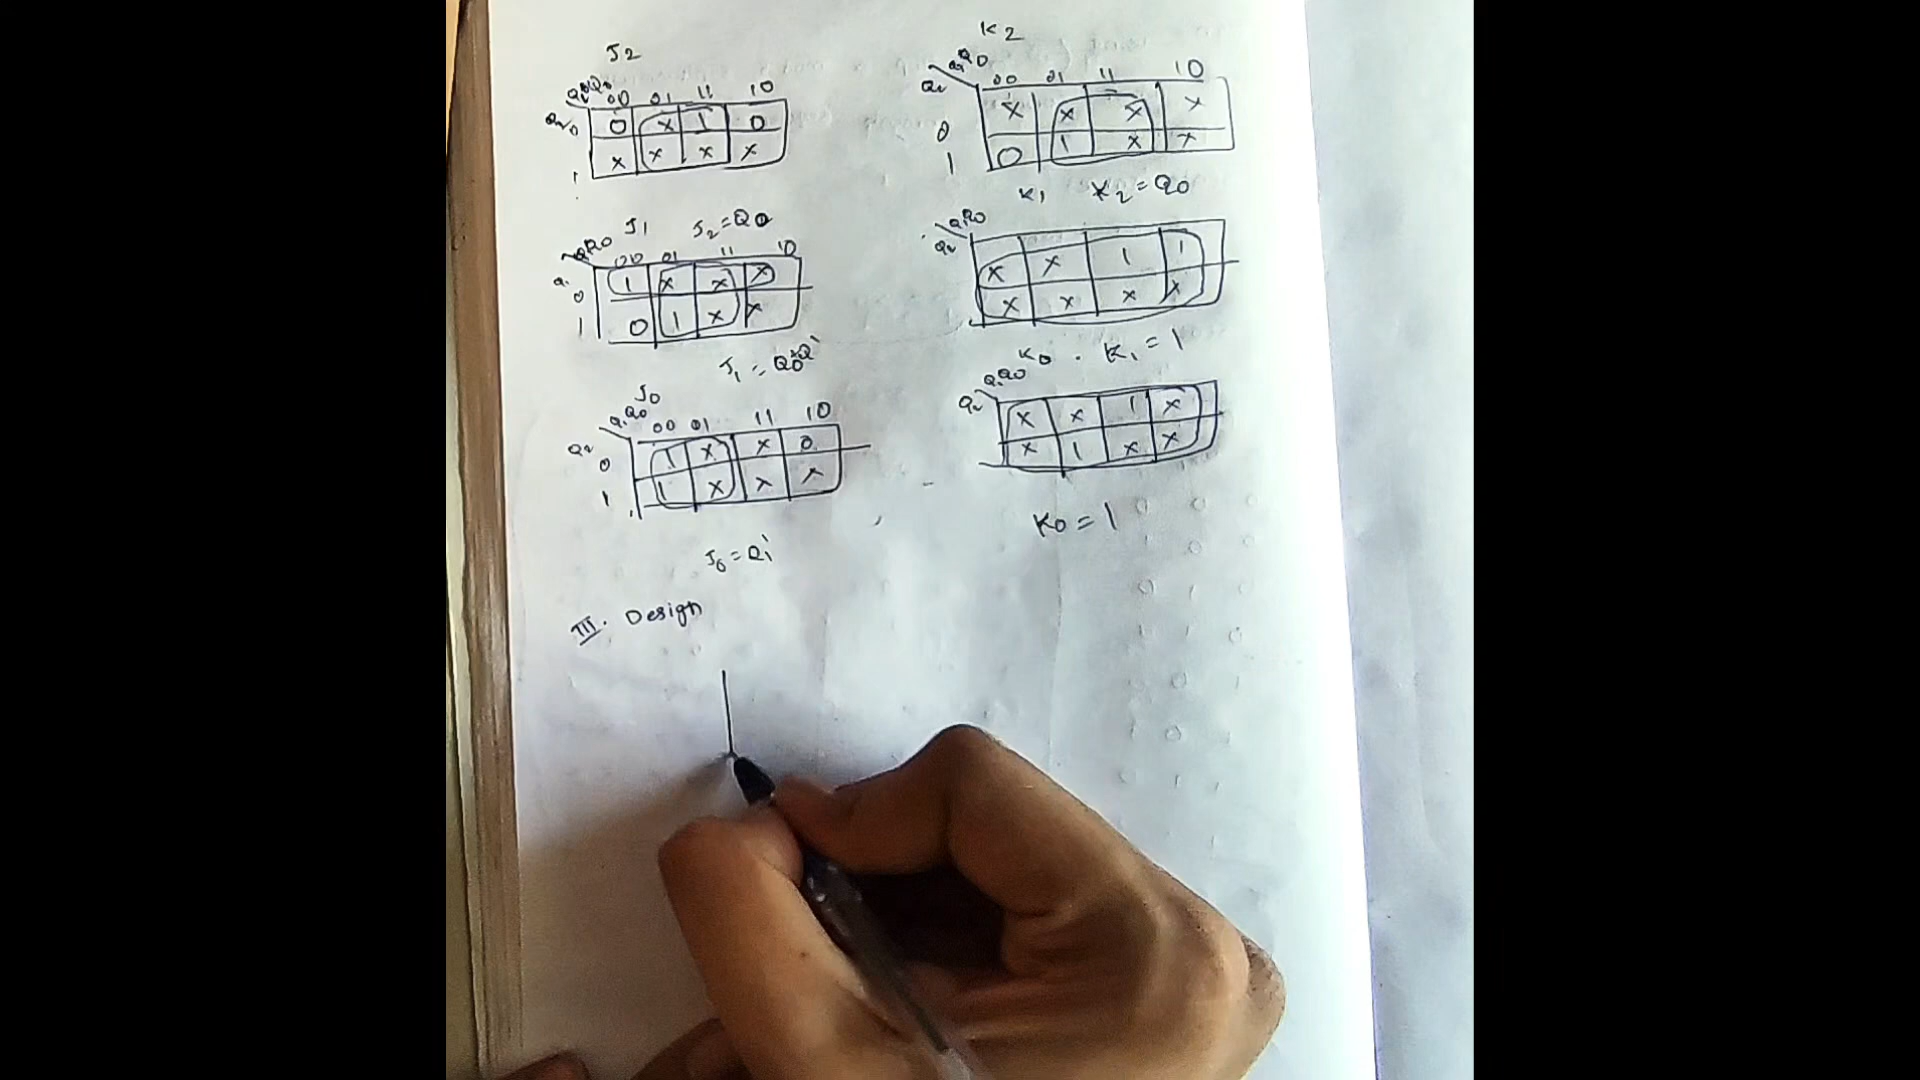 J2
Q1Q0 00 01 11 10
Q2 0 0 x 1 0
1 x x x x
J2 = Q0
K2
Q1Q0 00 01 11 10
Q2 0 x x x x
1 0 1 x x
K2 = Q0
J1
Q1Q0 00 01 11 10
0 1 x x x
1 0 1 x x
K1
Q1Q0
Q2 x x 1 1
x x x x
K1 = 1
J0
Q1Q0 00 01 11 10
Q2 0 1 x x 0
1 1 x x x
J0 = Q1'
K0
Q1Q0
Q2 x x 1 x
x 1 x x
K0 = 1
III. Design